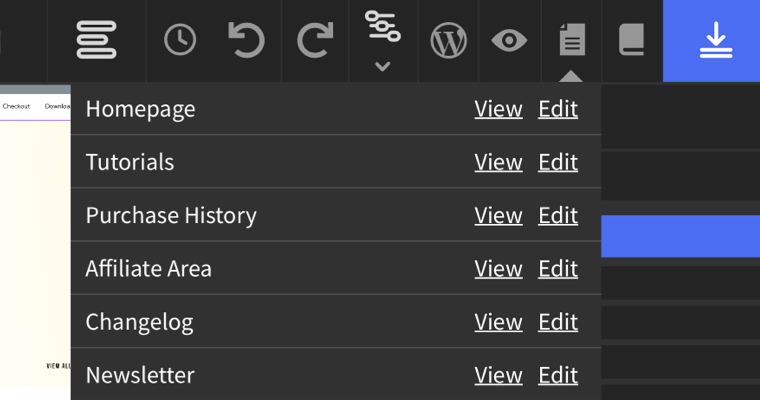 Checkout
Homepage View Edit
Tutorials View Edit
Purchase History View Edit
Affiliate Area View Edit
Changelog View Edit
VIEW ALL
Newsletter View Edit